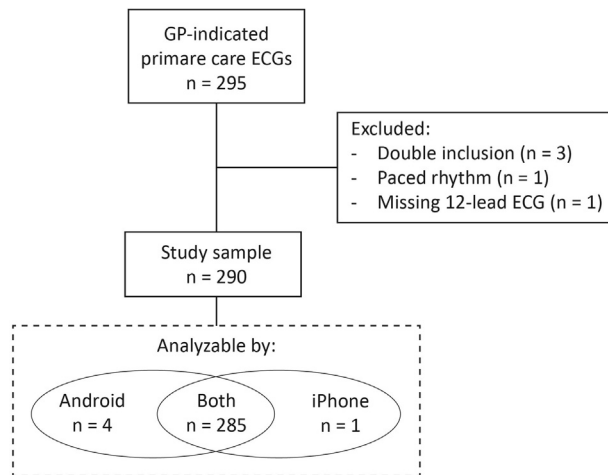 GP-indicated
primare care ECGs
n = 295
Excluded:
- Double inclusion (n = 3)
- Paced rhythm (n = 1)
- Missing 12-lead ECG (n = 1)
Study sample
n = 290
Analyzable by:
Android Both iPhone
n = 4 n = 285 n = 1